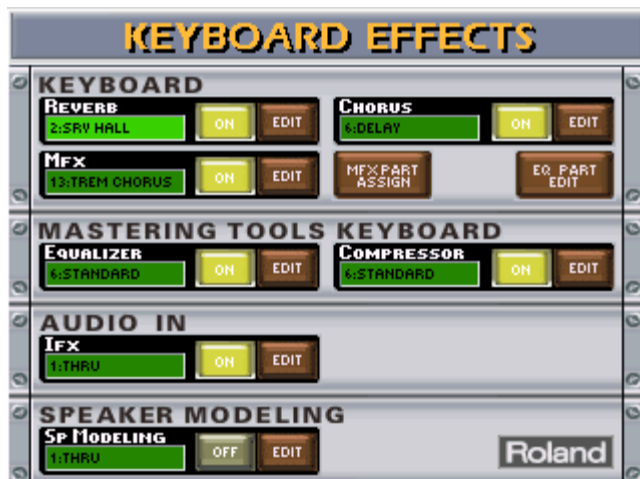 KEYBOARD EFFECTS
KEYBOARD
REVERB
2:SRV HALL
ON
EDIT
CHORUS
6:DELAY
ON
EDIT
MFX
13:TREM CHORUS
ON
EDIT
MFX PART
ASSIGN
EQ PART
EDIT
MASTERING TOOLS KEYBOARD
EQUALIZER
6:STANDARD
ON
EDIT
COMPRESSOR
6:STANDARD
ON
EDIT
AUDIO IN
IFX
1:THRU
ON
EDIT
SPEAKER MODELING
SP MODELING
1:THRU
OFF
EDIT
Roland